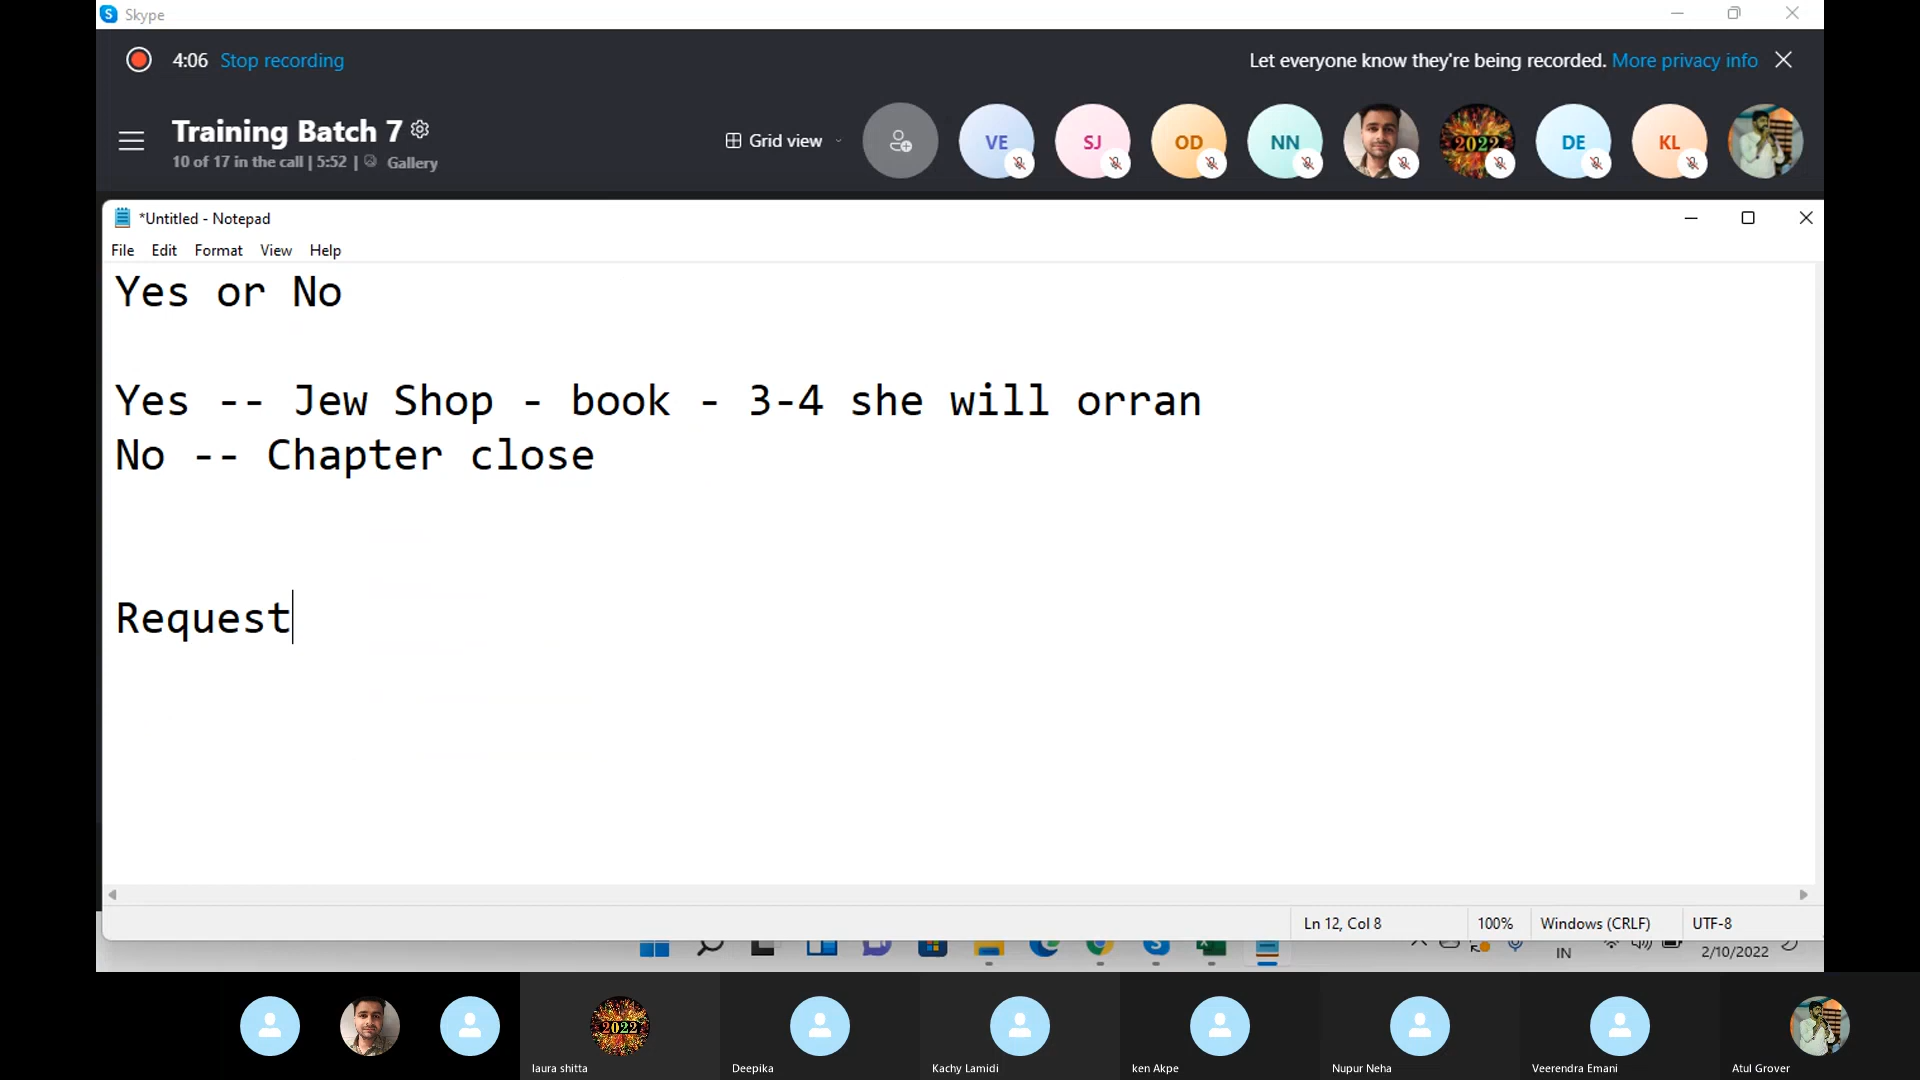 Skype
4:06 Stop recording
Let everyone know they're being recorded. More privacy info
Training Batch 7
10 of 17 in the call | 5:52 | Gallery
Grid view
VE
SJ
OD
NN
2022
DE
KL
*Untitled - Notepad
File Edit Format View Help
Yes or No
Yes -- Jew Shop - book - 3-4 she will orran
No -- Chapter close
Request
Ln 12, Col 8
100%
Windows (CRLF)
UTF-8
IN
2/10/2022
2022
laura shitta
Deepika
Kachy Lamidi
ken Akpe
Nupur Neha
Veerendra Emani
Atul Grover